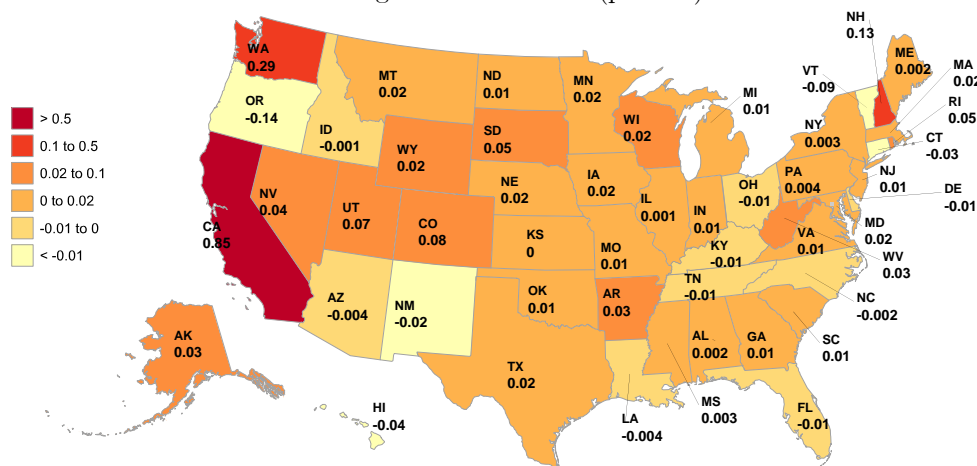 > 0.5
0.1 to 0.5
0.02 to 0.1
0 to 0.02
-0.01 to 0
< -0.01
WA
0.29
OR
-0.14
CA
0.85
NV
0.04
ID
-0.001
MT
0.02
WY
0.02
UT
0.07
CO
0.08
AZ
-0.004
NM
-0.02
ND
0.01
SD
0.05
NE
0.02
KS
0
OK
0.01
TX
0.02
MN
0.02
IA
0.02
MO
0.01
AR
0.03
LA
-0.004
WI
0.02
IL
0.001
MI
0.01
IN
0.01
OH
-0.01
KY
-0.01
TN
-0.01
MS
0.003
AL
0.002
GA
0.01
FL
-0.01
SC
0.01
NC
-0.002
VA
0.01
WV
0.03
MD
0.02
DE
-0.01
NJ
0.01
PA
0.004
NY
0.003
CT
-0.03
RI
0.05
MA
ME
0.002
NH
0.13
VT
-0.09
AK
0.03
HI
-0.04